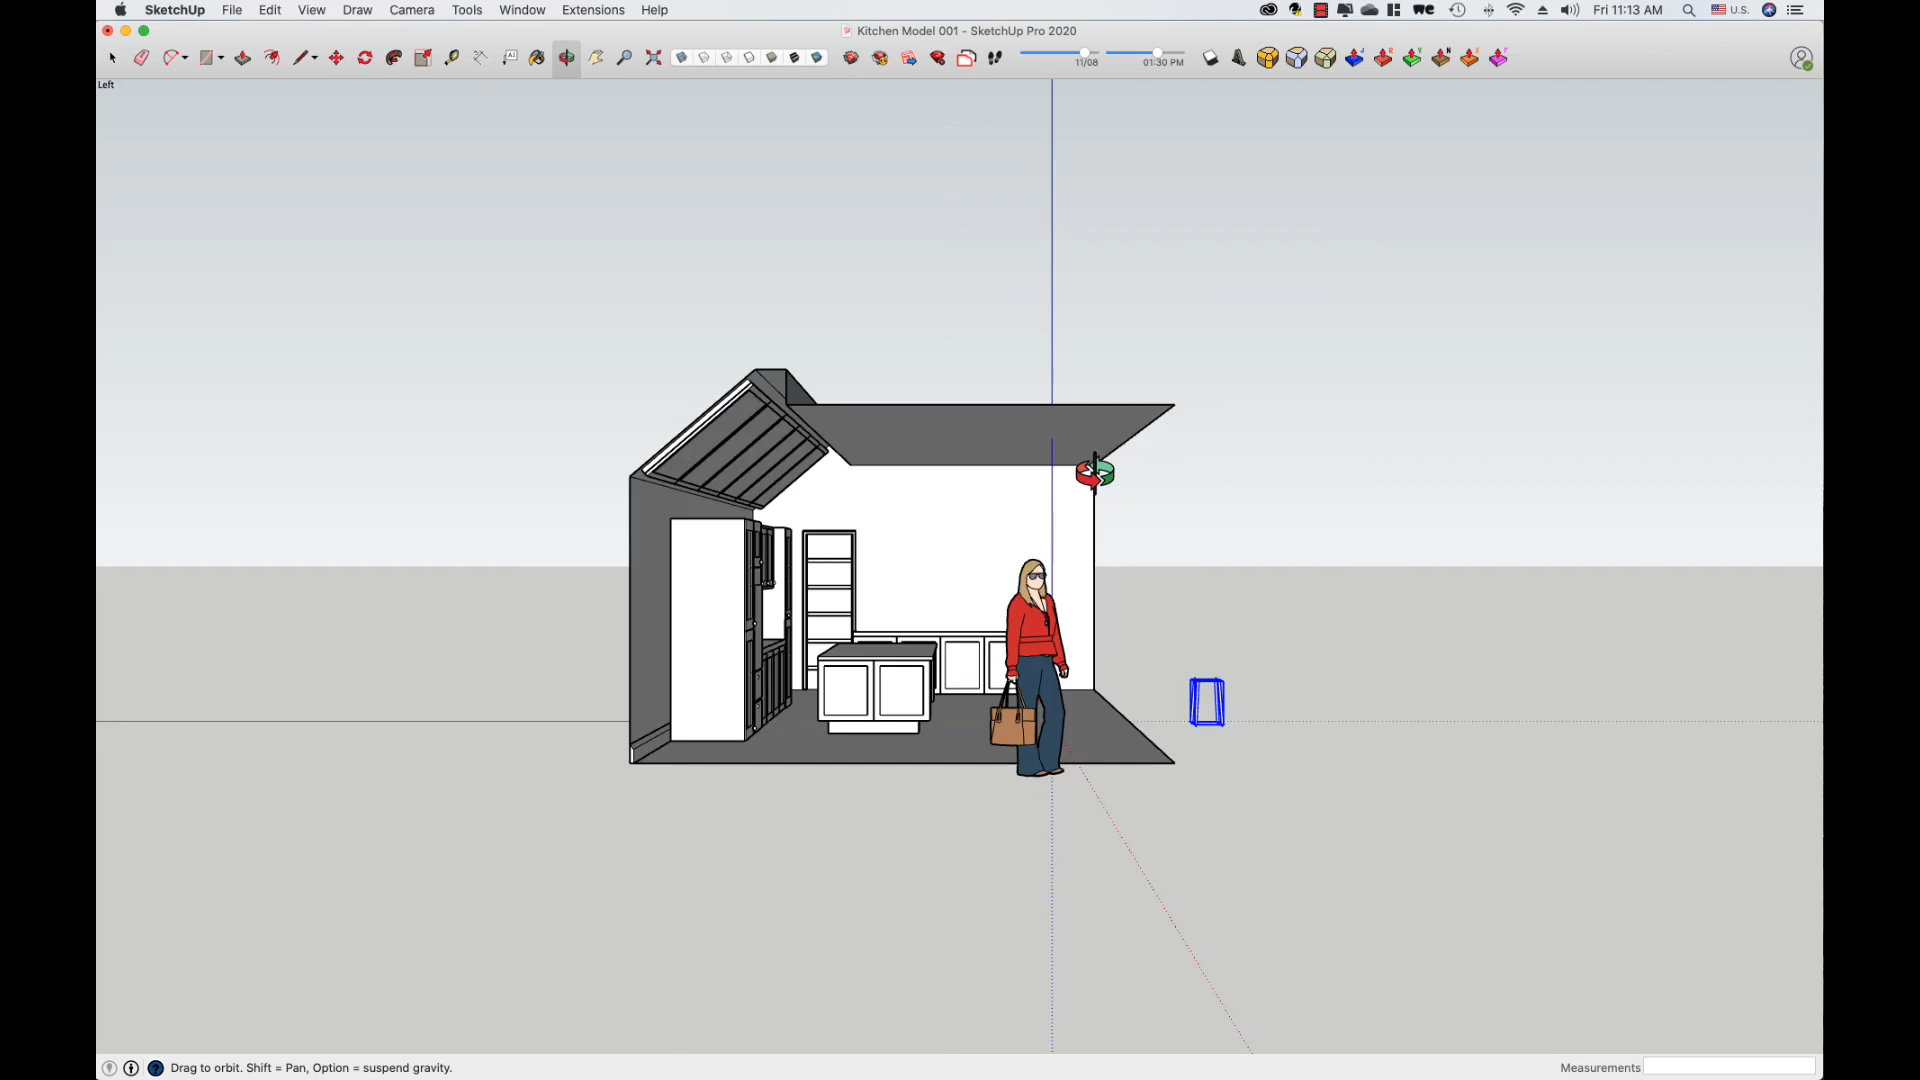 SketchUp File Edit View Draw Camera Tools Window Extensions Help U.S. Fri 11:13 AM
Kitchen Model 001 - SketchUp Pro 2020
11/08 01:30 PM
Left
Drag to orbit. Shift = Pan, Option = suspend gravity. Measurements